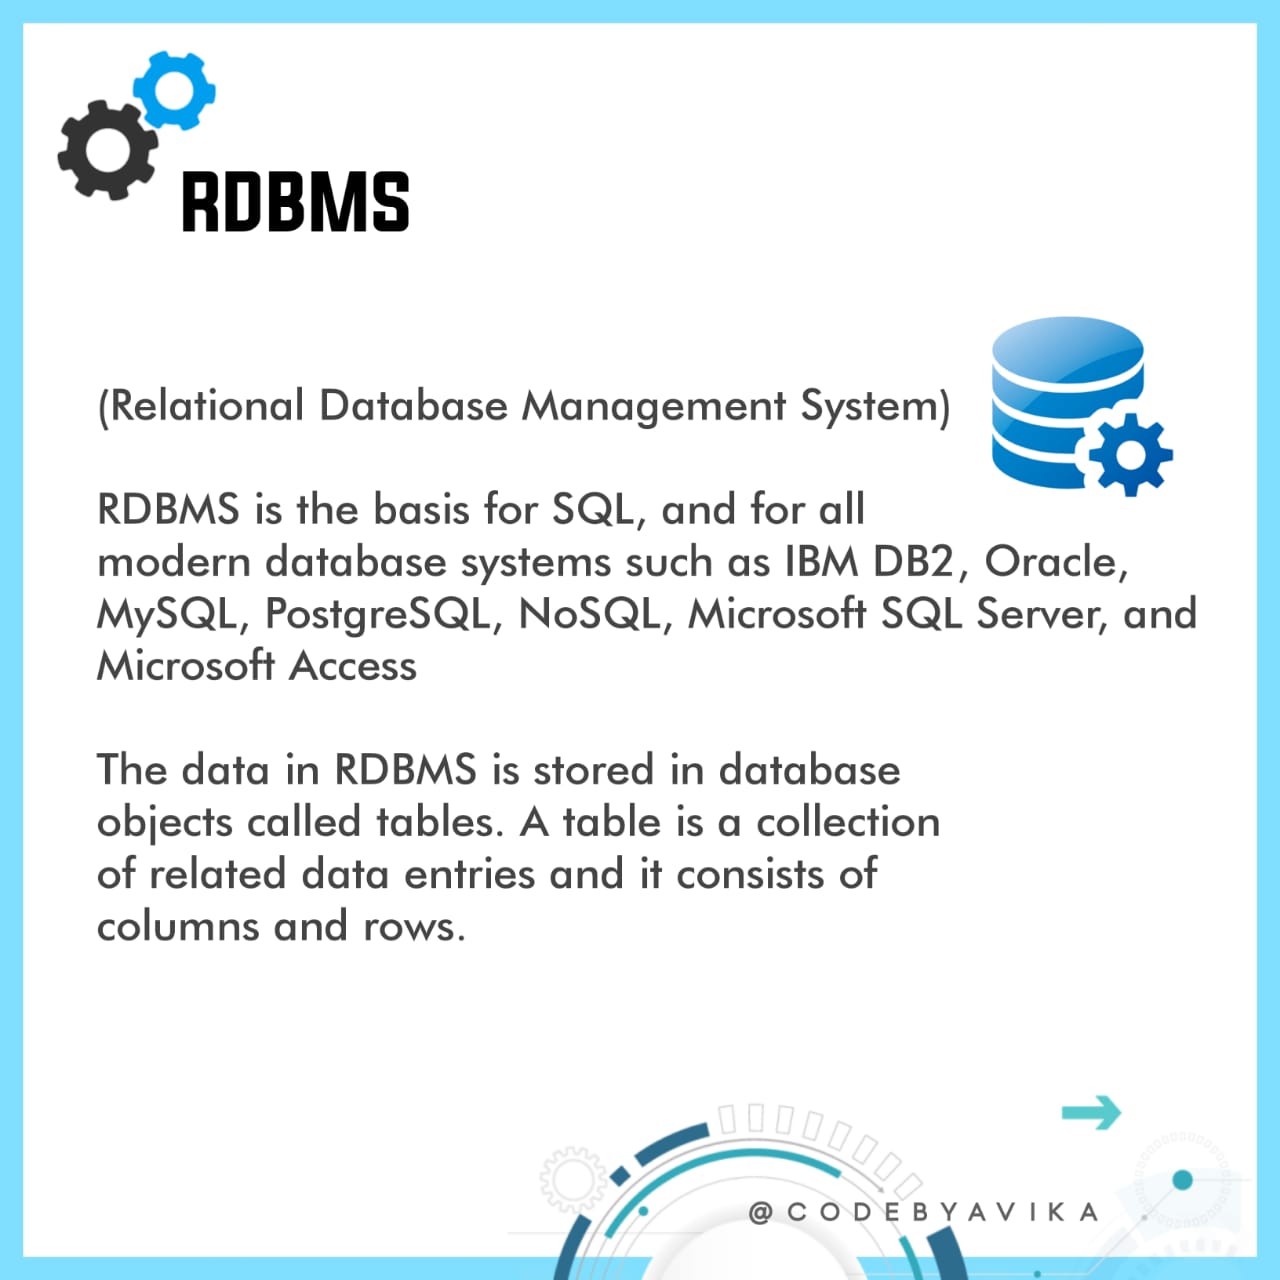 RDBMS
(Relational Database Management System)
RDBMS is the basis for SQL, and for all
modern database systems such as IBM DB2, Oracle,
MySQL, PostgreSQL, NoSQL, Microsoft SQL Server, and
Microsoft Access
The data in RDBMS is stored in database
objects called tables. A table is a collection
of related data entries and it consists of
columns and rows.
@CODEBYAVIKA